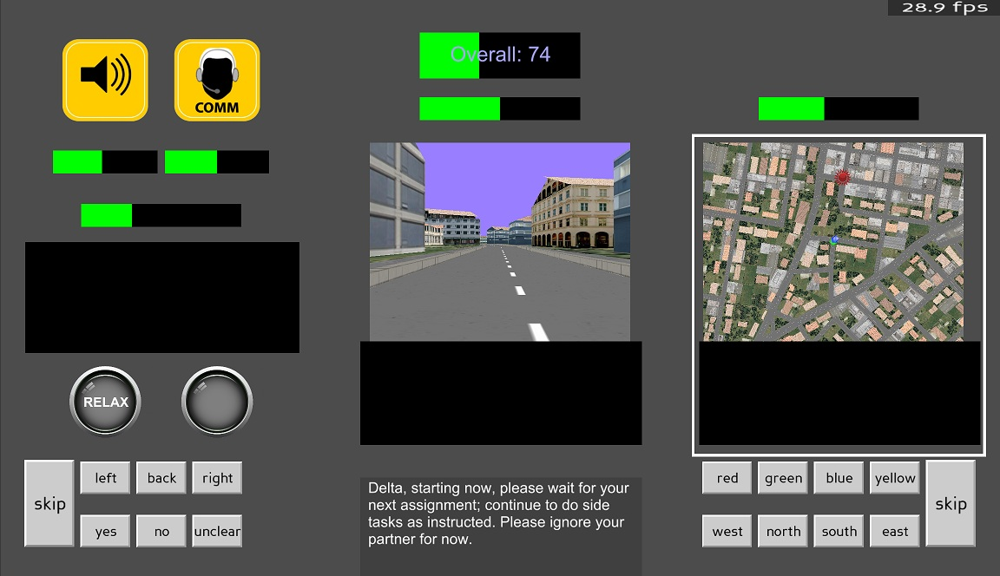 28.9 fps
COMM
Overall: 74
RELAX
skip
left
back
right
yes
no
unclear
Delta, starting now, please wait for your
next assignment; continue to do side
tasks as instructed. Please ignore your
partner for now.
red
green
blue
yellow
west
north
south
east
skip